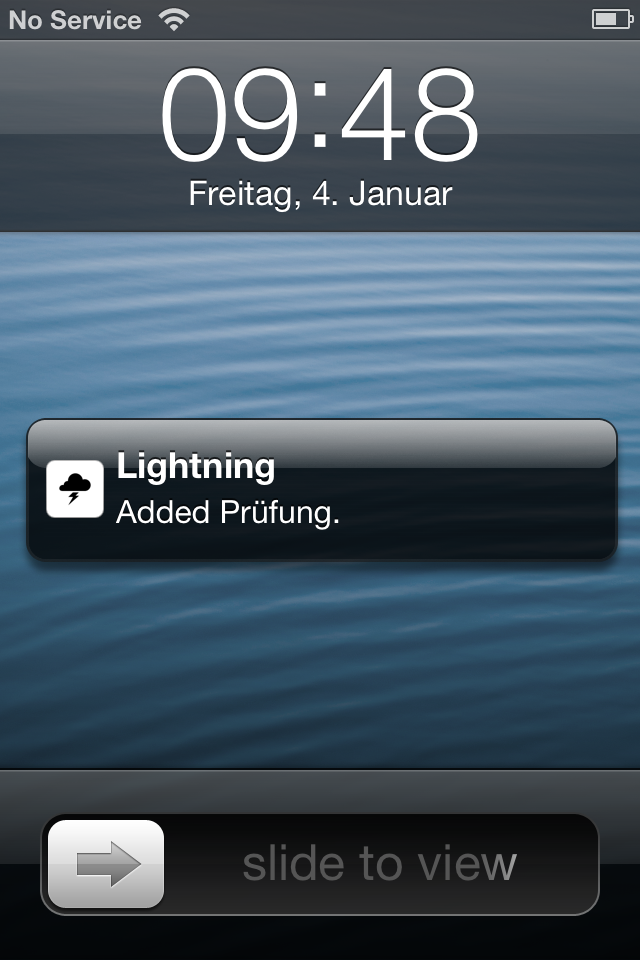 No Service
09:48
Freitag, 4. Januar
Lightning
Added Prüfung.
slide to view